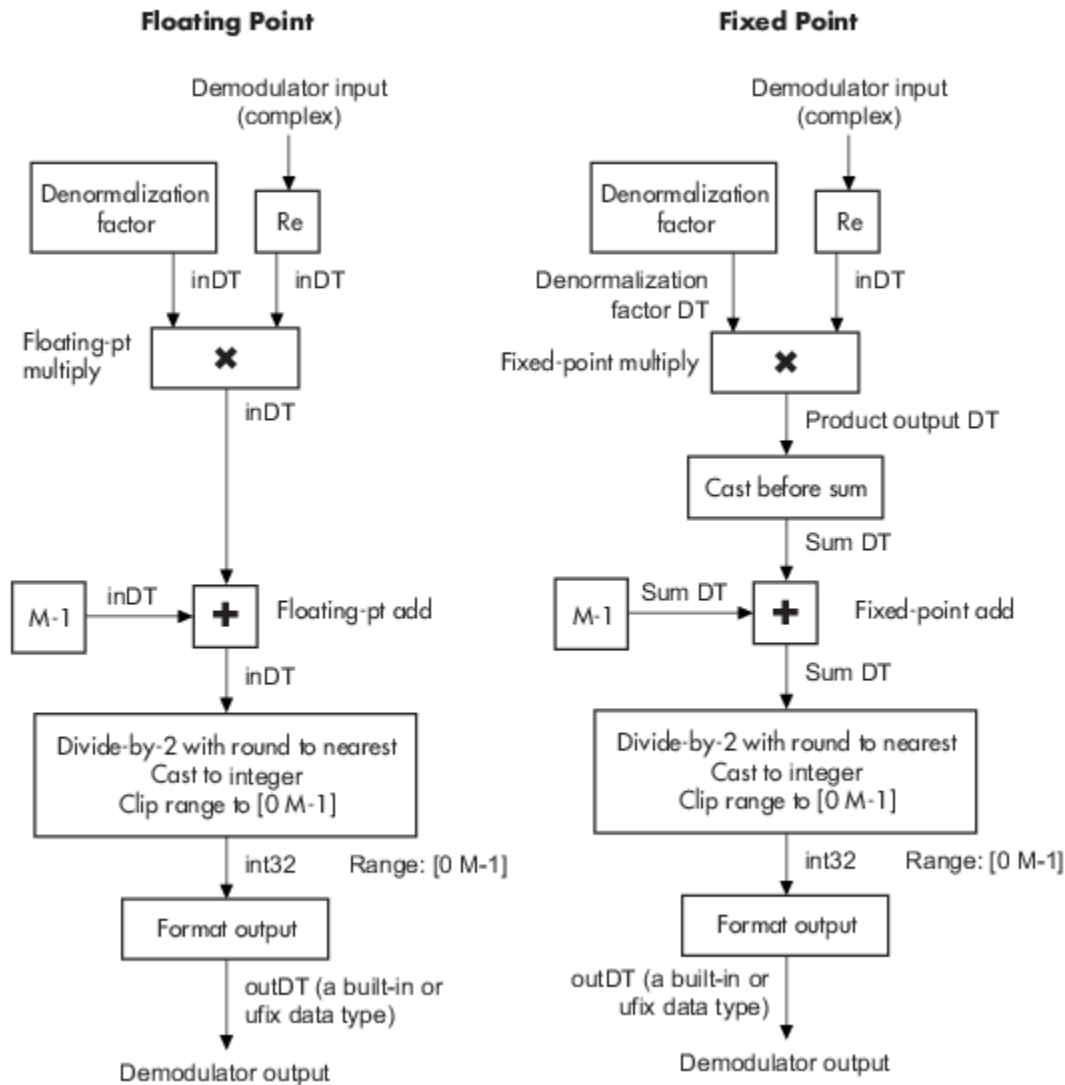 Floating Point
Demodulator input
(complex)
Denormalization
factor
Re
inDT
inDT
Floating-pt
multiply
inDT
M-1
inDT
Floating-pt add
inDT
Divide-by-2 with round to nearest
Cast to integer
Clip range to [0 M-1]
int32
Range: [0 M-1]
Format output
outDT (a built-in or
ufix data type)
Demodulator output
Fixed Point
Demodulator input
(complex)
Denormalization
factor
Re
Denormalization
factor DT
inDT
Fixed-point multiply
Product output DT
Cast before sum
Sum DT
M-1
Sum DT
Fixed-point add
Sum DT
Divide-by-2 with round to nearest
Cast to integer
Clip range to [0 M-1]
int32
Range: [0 M-1]
Format output
outDT (a built-in or
ufix data type)
Demodulator output